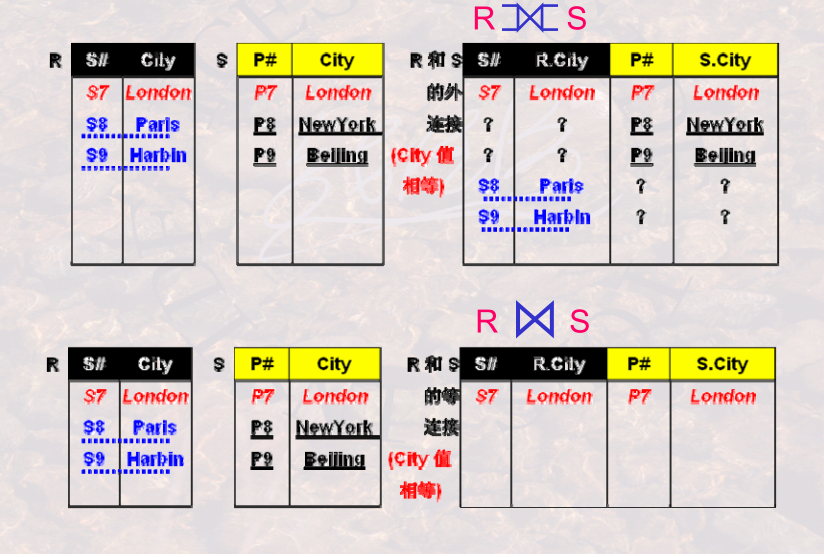 R ⟗ S
R S# City S P# City R 和 S S# R.City P# S.City
S7 London P7 London 的外 S7 London P7 London
S8 Paris P8 NewYork 连接 ? ? P8 NewYork
S9 Harbin P9 Beijing (City 值 ? ? P9 Beijing
相等) S8 Paris ? ?
S9 Harbin ? ?
R ⋈ S
R S# City S P# City R 和 S S# R.City P# S.City
S7 London P7 London 的等 S7 London P7 London
S8 Paris P8 NewYork 连接
S9 Harbin P9 Beijing (City 值
相等)